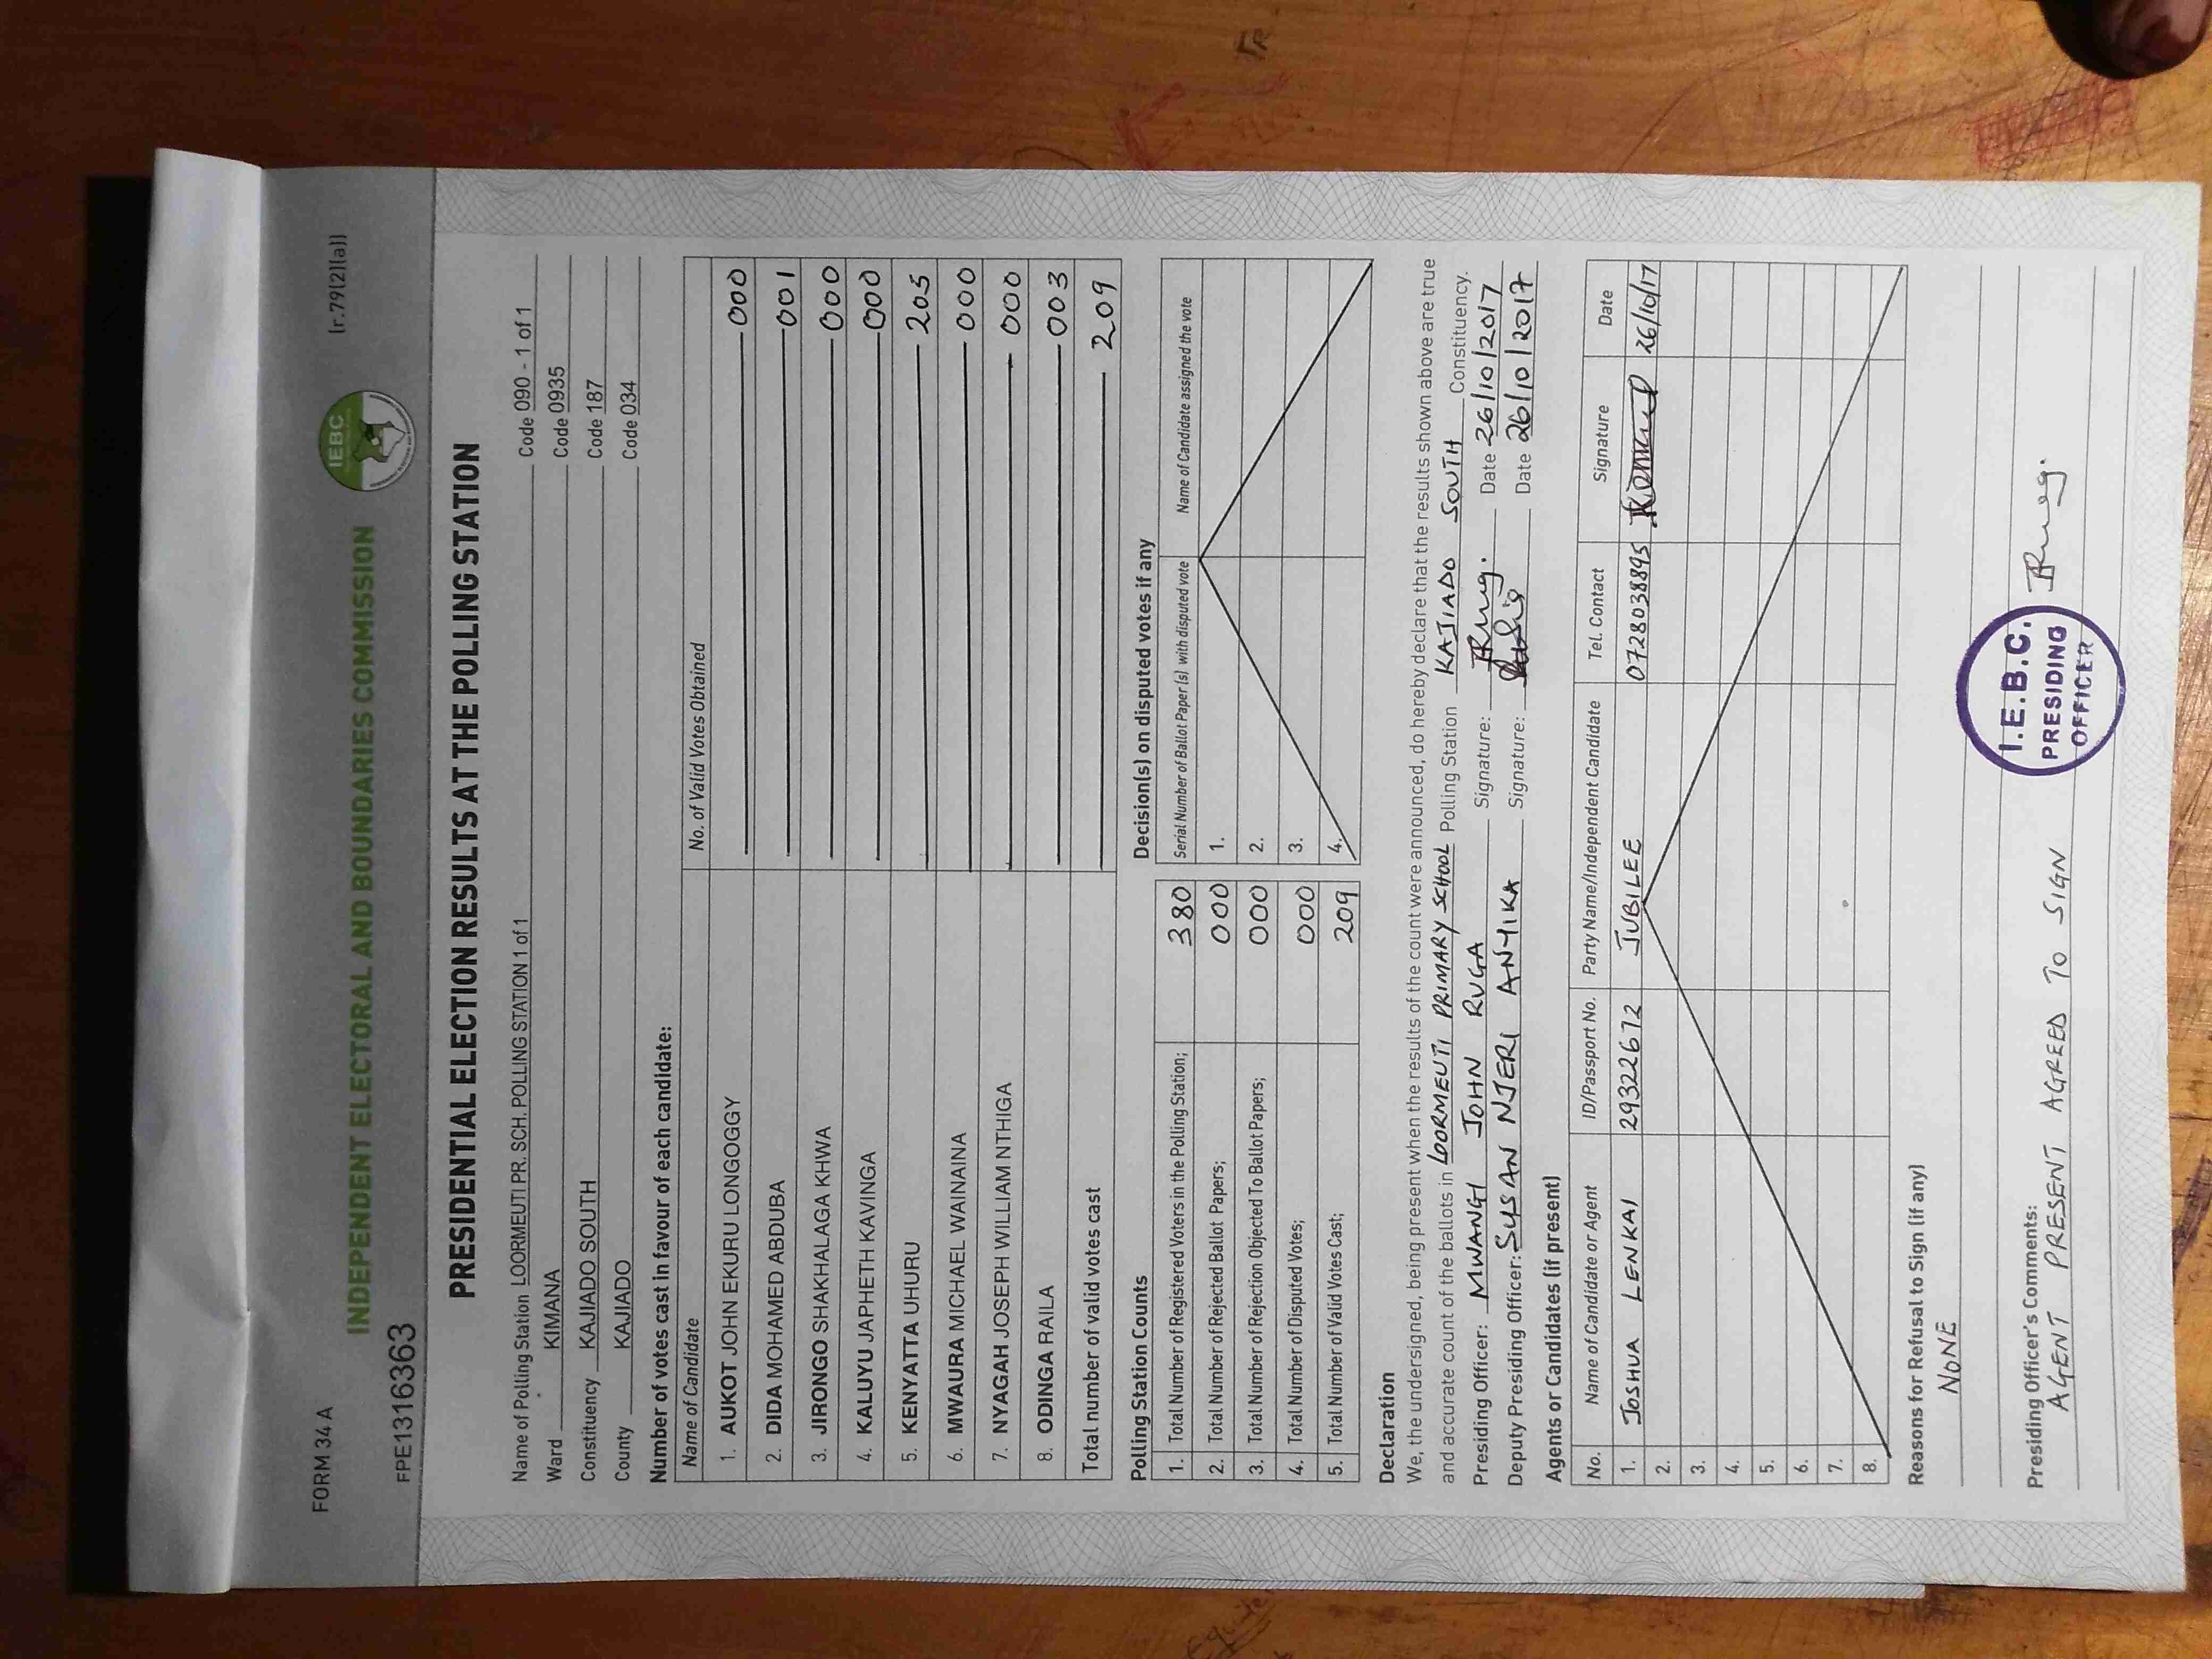 FORM 34 A
(r.79(2)(a))
IEBC
INDEPENDENT ELECTORAL AND BOUNDARIES COMMISSION
FPE1316363
PRESIDENTIAL ELECTION RESULTS AT THE POLLING STATION
Name of Polling Station LOORMEUTI PR. SCH. POLLING STATION 1 of 1 Code 090 - 1 of 1
Ward KIMANA Code 0935
Constituency KAJIADO SOUTH Code 187
County KAJIADO Code 034
Number of votes cast in favour of each candidate:
Name of Candidate No. of Valid Votes Obtained
1. AUKOT JOHN EKURU LONGOGGY 000
2. DIDA MOHAMED ABDUBA 001
3. JIRONGO SHAKHALAGA KHWA 000
4. KALUYU JAPHETH KAVINGA 000
5. KENYATTA UHURU 205
6. MWAURA MICHAEL WAINAINA 000
7. NYAGAH JOSEPH WILLIAM NTHIGA 000
8. ODINGA RAILA 003
Total number of valid votes cast 209
Polling Station Counts
1. Total Number of Registered Voters in the Polling Station; 380
2. Total Number of Rejected Ballot Papers; 000
3. Total Number of Rejection Objected To Ballot Papers; 000
4. Total Number of Disputed Votes; 000
5. Total Number of Valid Votes Cast; 209
Decision(s) on disputed votes if any
Serial Number of Ballot Paper (s) with disputed vote Name of Candidate assigned the vote
1.
2.
3.
4.
Declaration
We, the undersigned, being present when the results of the count were announced, do hereby declare that the results shown above are true
and accurate count of the ballots in LOORMEUTI PRIMARY SCHOOL Polling Station KAJIADO SOUTH Constituency.
Presiding Officer: MWANGI JOHN RUGA Signature: Date 26/10/2017
Deputy Presiding Officer: SUSAN NJERI ANYIKA Signature: Date 26/10/2017
Agents or Candidates (if present)
No. Name of Candidate or Agent ID/Passport No. Party Name/Independent Candidate Tel. Contact Signature Date
1. JOSHUA LENKAI 29322672 JUBILEE 0728038895 26/10/17
2.
3.
4.
5.
6.
7.
8.
Reasons for Refusal to Sign (if any)
NONE
Presiding Officer's Comments:
AGENT PRESENT AGREED TO SIGN
I.E.B.C.
PRESIDING
OFFICER